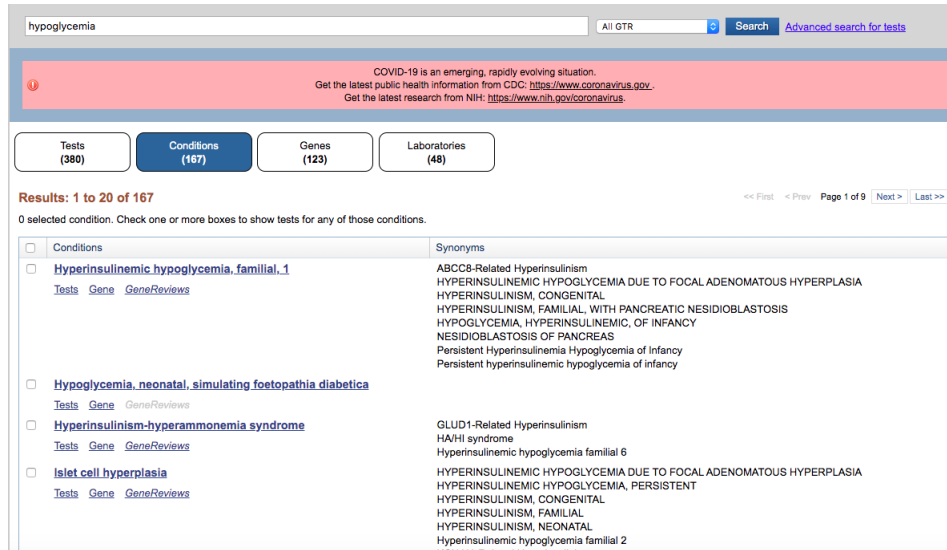 hypoglycemia
All GTR
Search
Advanced search for tests
COVID-19 is an emerging, rapidly evolving situation.
Get the latest public health information from CDC: https://www.coronavirus.gov .
Get the latest research from NIH: https://www.nih.gov/coronavirus.
Tests
(380)
Conditions
(167)
Genes
(123)
Laboratories
(48)
Results: 1 to 20 of 167
<< First < Prev Page 1 of 9 Next > Last >>
0 selected condition. Check one or more boxes to show tests for any of those conditions.
Conditions
Synonyms
Hyperinsulinemic hypoglycemia, familial, 1
Tests Gene GeneReviews
ABCC8-Related Hyperinsulinism
HYPERINSULINEMIC HYPOGLYCEMIA DUE TO FOCAL ADENOMATOUS HYPERPLASIA
HYPERINSULINISM, CONGENITAL
HYPERINSULINISM, FAMILIAL, WITH PANCREATIC NESIDIOBLASTOSIS
HYPOGLYCEMIA, HYPERINSULINEMIC, OF INFANCY
NESIDIOBLASTOSIS OF PANCREAS
Persistent Hyperinsulinemia Hypoglycemia of Infancy
Persistent hyperinsulinemic hypoglycemia of infancy
Hypoglycemia, neonatal, simulating foetopathia diabetica
Tests Gene GeneReviews
Hyperinsulinism-hyperammonemia syndrome
Tests Gene GeneReviews
GLUD1-Related Hyperinsulinism
HA/HI syndrome
Hyperinsulinemic hypoglycemia familial 6
Islet cell hyperplasia
Tests Gene GeneReviews
HYPERINSULINEMIC HYPOGLYCEMIA DUE TO FOCAL ADENOMATOUS HYPERPLASIA
HYPERINSULINEMIC HYPOGLYCEMIA, PERSISTENT
HYPERINSULINISM, CONGENITAL
HYPERINSULINISM, FAMILIAL
HYPERINSULINISM, NEONATAL
Hyperinsulinemic hypoglycemia familial 2